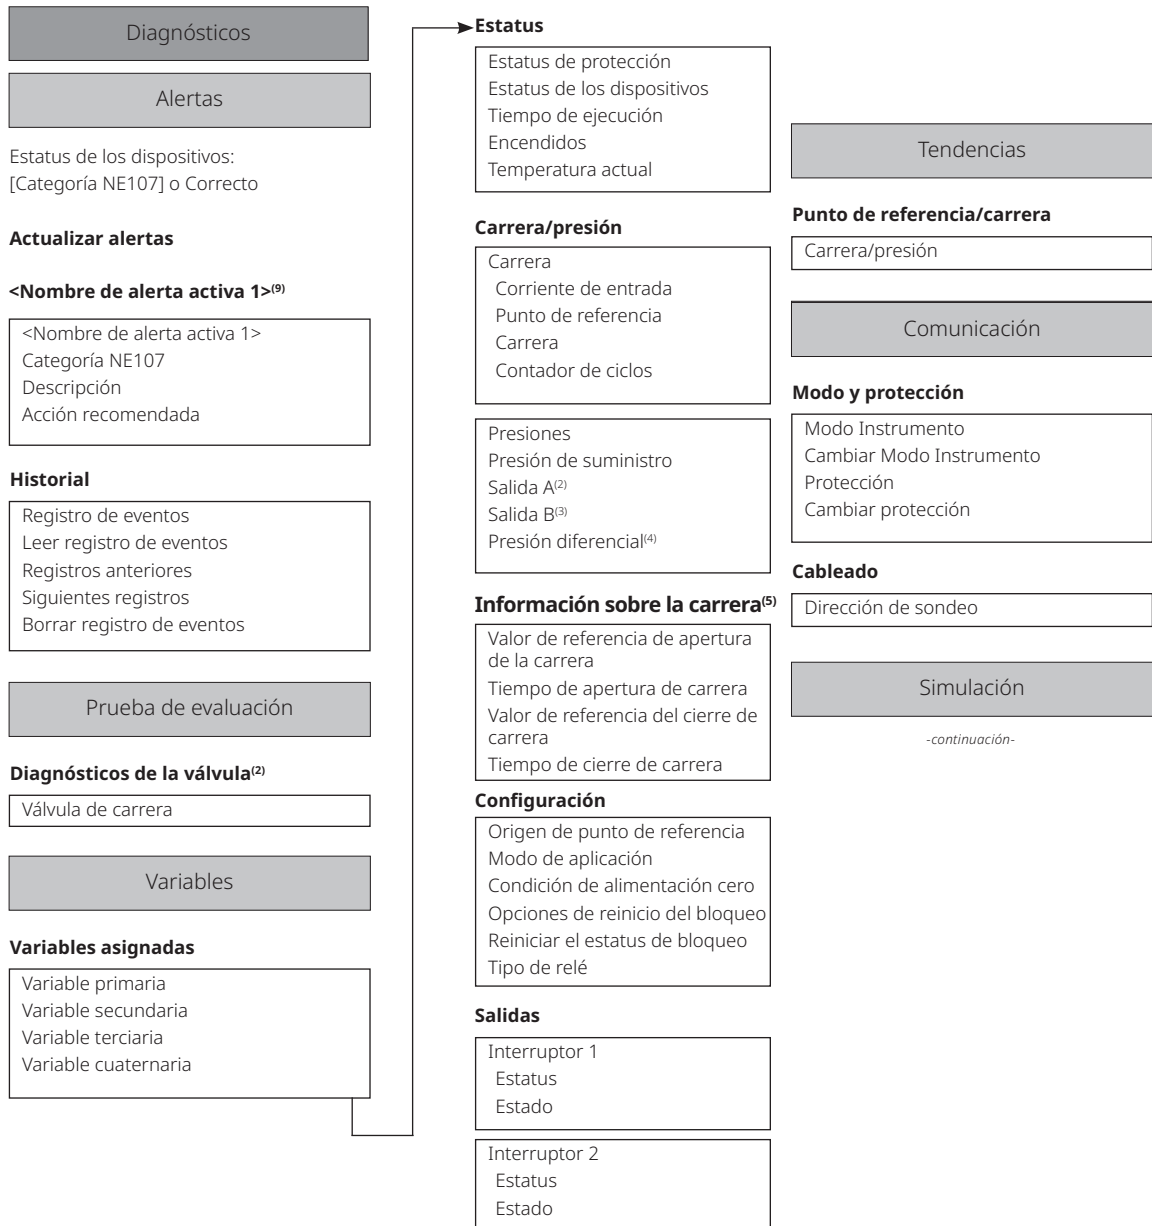 Diagnósticos
Alertas
Estatus de los dispositivos:
[Categoría NE107] o Correcto
Actualizar alertas
<Nombre de alerta activa 1>(9)
<Nombre de alerta activa 1>
Categoría NE107
Descripción
Acción recomendada
Historial
Registro de eventos
Leer registro de eventos
Registros anteriores
Siguientes registros
Borrar registro de eventos
Prueba de evaluación
Diagnósticos de la válvula(2)
Válvula de carrera
Variables
Variables asignadas
Variable primaria
Variable secundaria
Variable terciaria
Variable cuaternaria
Estatus
Estatus de protección
Estatus de los dispositivos
Tiempo de ejecución
Encendidos
Temperatura actual
Carrera/presión
Carrera
Corriente de entrada
Punto de referencia
Carrera
Contador de ciclos
Presiones
Presión de suministro
Salida A(2)
Salida B(3)
Presión diferencial(4)
Información sobre la carrera(5)
Valor de referencia de apertura
de la carrera
Tiempo de apertura de carrera
Valor de referencia del cierre de
carrera
Tiempo de cierre de carrera
Configuración
Origen de punto de referencia
Modo de aplicación
Condición de alimentación cero
Opciones de reinicio del bloqueo
Reiniciar el estatus de bloqueo
Tipo de relé
Salidas
Interruptor 1
Estatus
Estado
Interruptor 2
Estatus
Estado
Tendencias
Punto de referencia/carrera
Carrera/presión
Comunicación
Modo y protección
Modo Instrumento
Cambiar Modo Instrumento
Protección
Cambiar protección
Cableado
Dirección de sondeo
Simulación
-continuación-